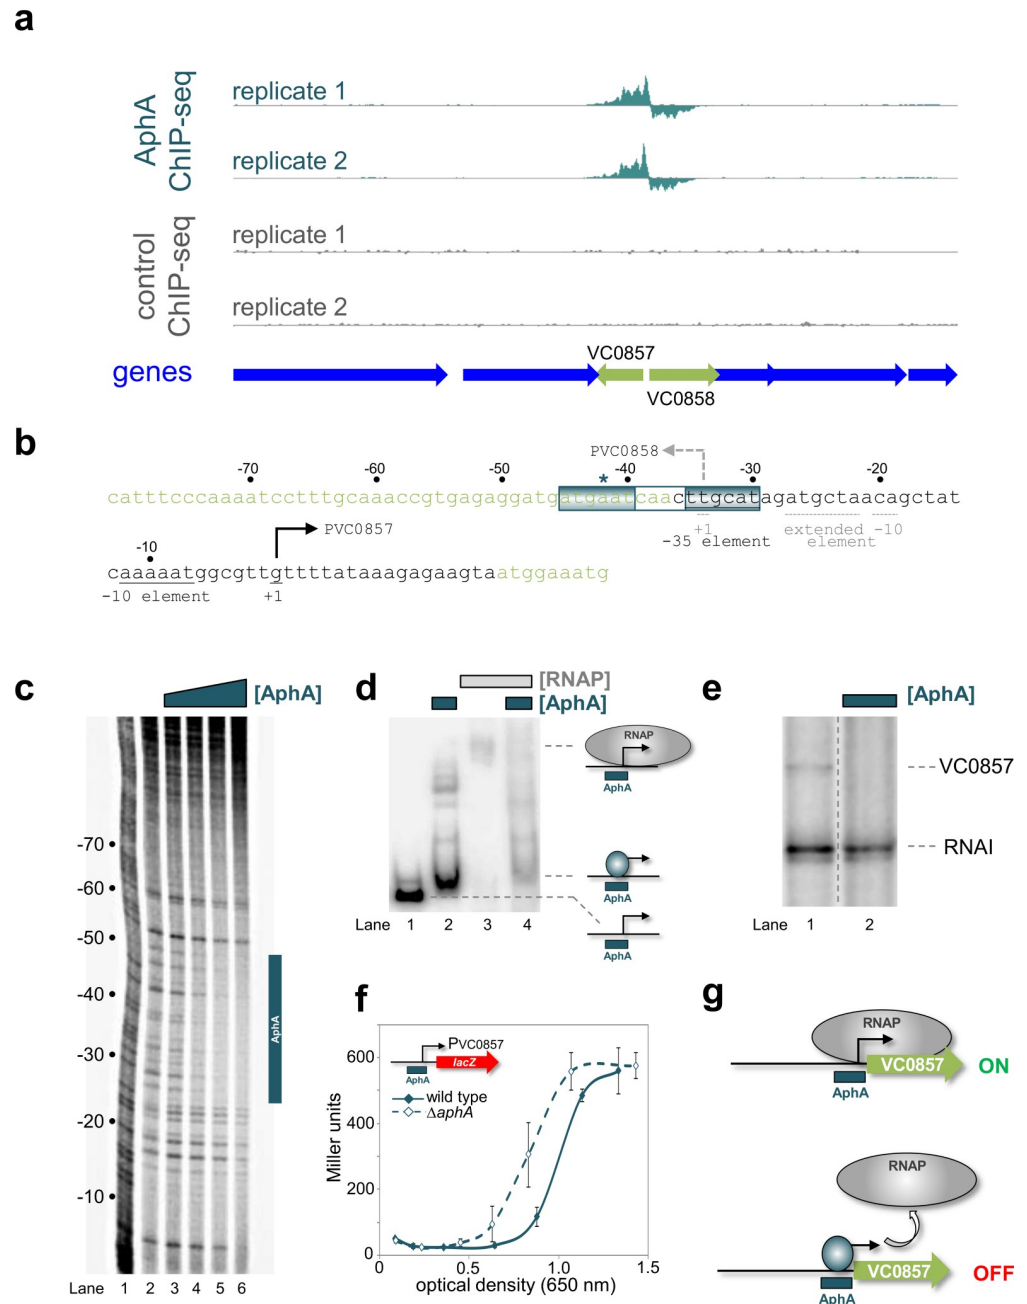 a
AphA
ChIP-seq
replicate 1
replicate 2
control
ChIP-seq
replicate 1
replicate 2
genes
VC0857
VC0858
b
PVC0858
-70 -60 -50 * -40 -30 -20
catttcccaaaatcctttgcaaaccgtgagaggatgatgaatcaacttgcatagatgctaacagctat
+1 extended -10
-35 element element
-10 PVC0857
caaaaatggcgttgttttataaagagaagtaatggaaatg
-10 element +1
c
[AphA]
-70
-60
-50
-40
-30
-20
-10
AphA
Lane 1 2 3 4 5 6
d
[RNAP]
[AphA]
RNAP
AphA
AphA
AphA
Lane 1 2 3 4
e
[AphA]
VC0857
RNAI
Lane 1 2
f
PVC0857
lacZ
AphA
wild type
ΔaphA
Miller units
600
400
200
0
0 0.5 1.0 1.5
optical density (650 nm)
g
RNAP
VC0857 ON
AphA
RNAP
VC0857 OFF
AphA